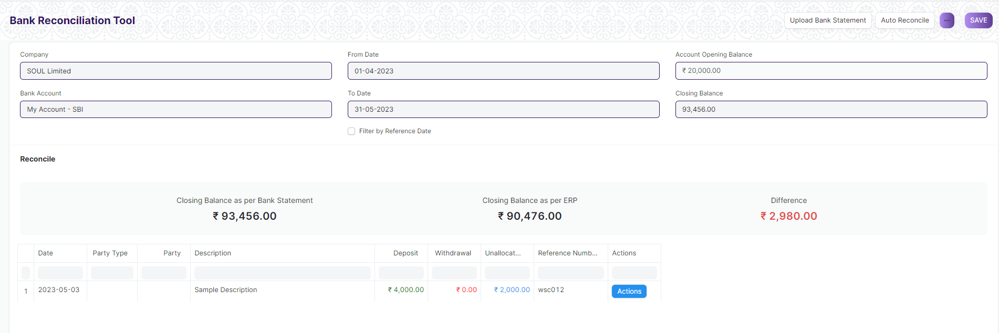 Bank Reconciliation Tool
Upload Bank Statement
Auto Reconcile
...
SAVE
Company
From Date
Account Opening Balance
SOUL Limited
01-04-2023
₹ 20,000.00
Bank Account
To Date
Closing Balance
My Account - SBI
31-05-2023
93,456.00
Filter by Reference Date
Reconcile
Closing Balance as per Bank Statement
Closing Balance as per ERP
Difference
₹ 93,456.00
₹ 90,476.00
₹ 2,980.00
Date Party Type Party Description Deposit Withdrawal Unallocat... Reference Numb... Actions
1 2023-05-03 Sample Description ₹ 4,000.00 ₹ 0.00 ₹ 2,000.00 wsc012 Actions